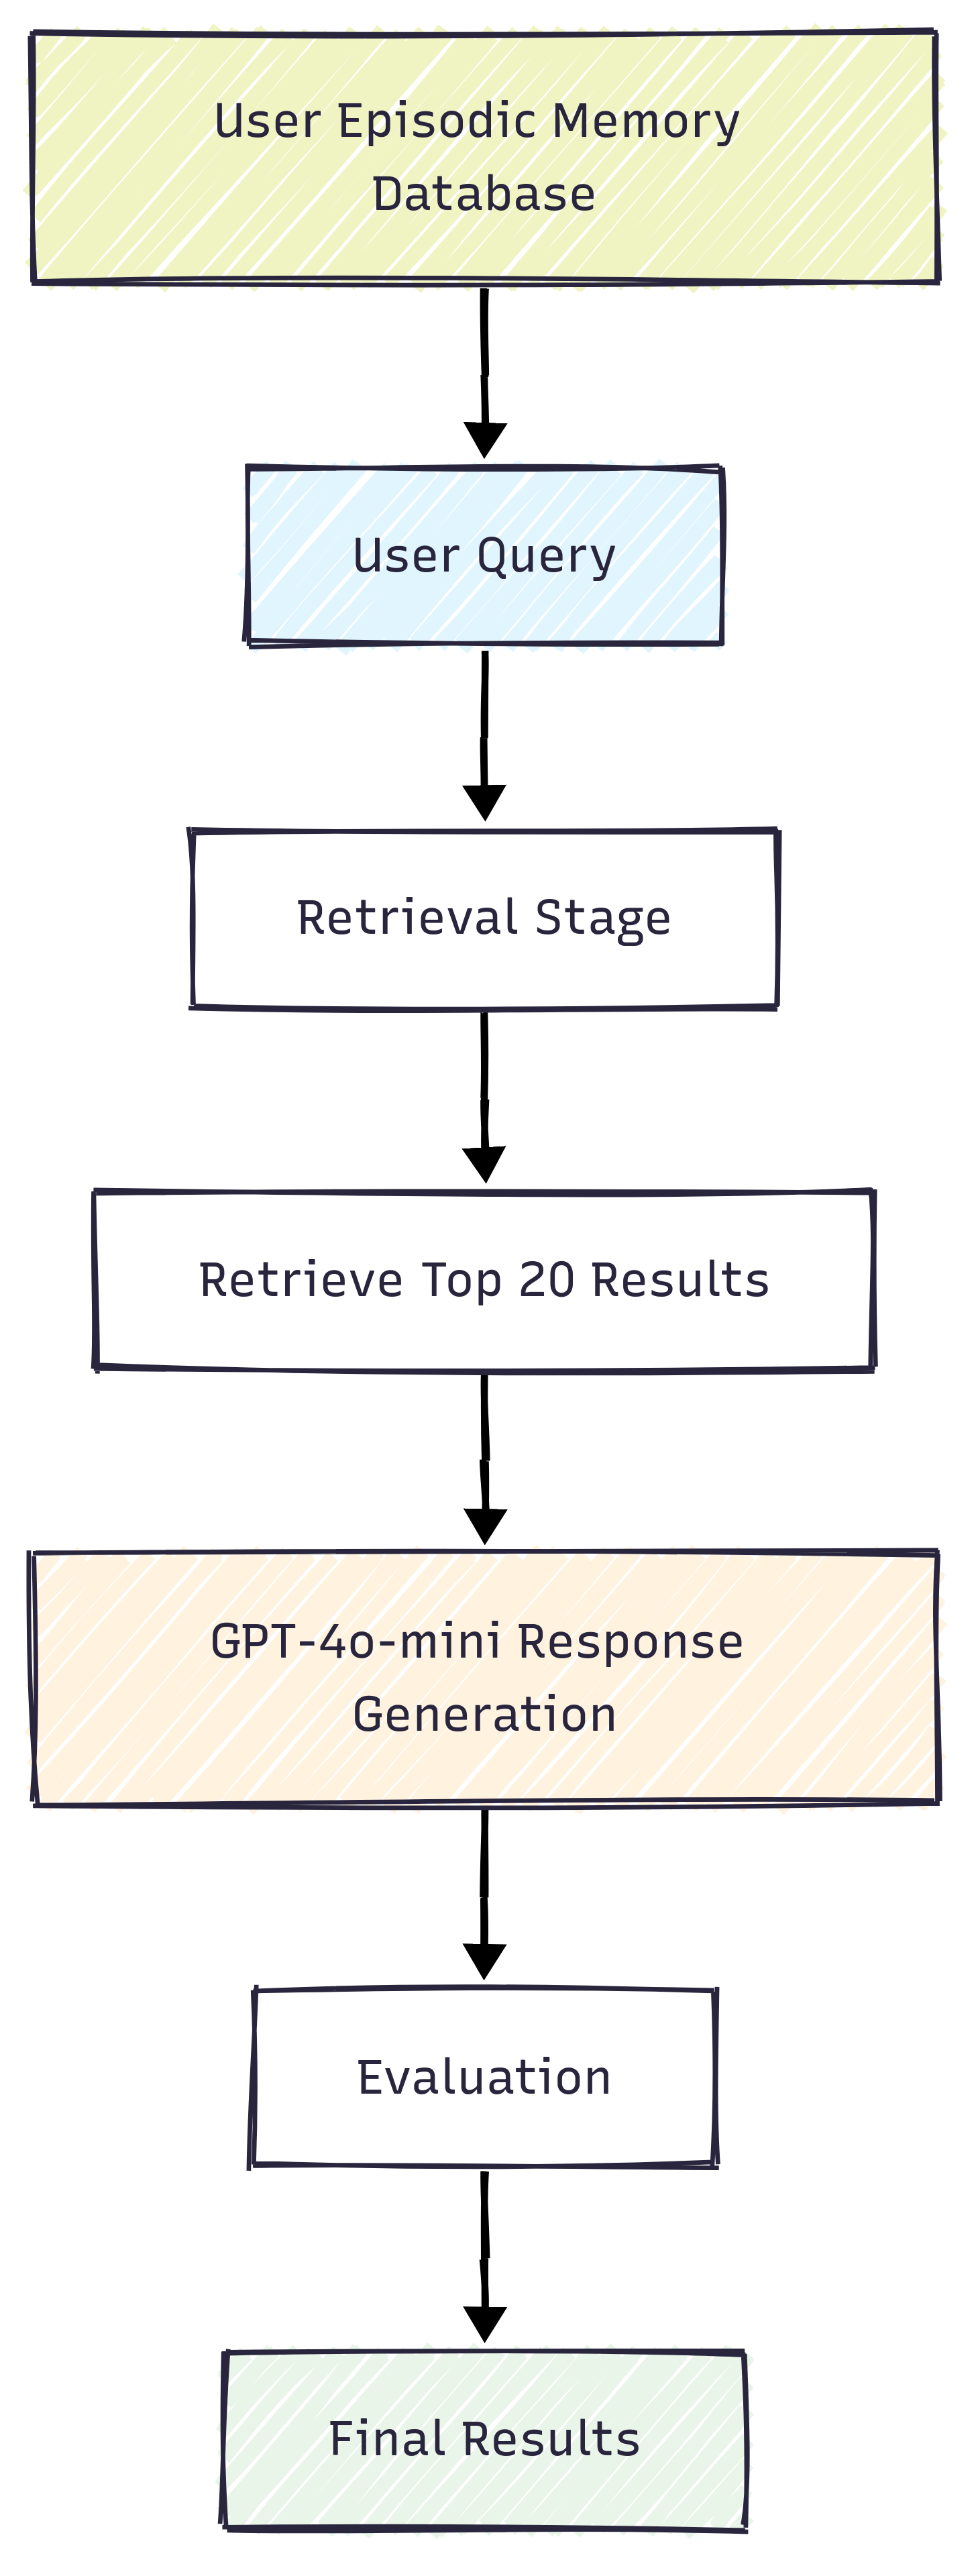 User Episodic Memory
Database
User Query
Retrieval Stage
Retrieve Top 20 Results
GPT-4o-mini Response
Generation
Evaluation
Final Results